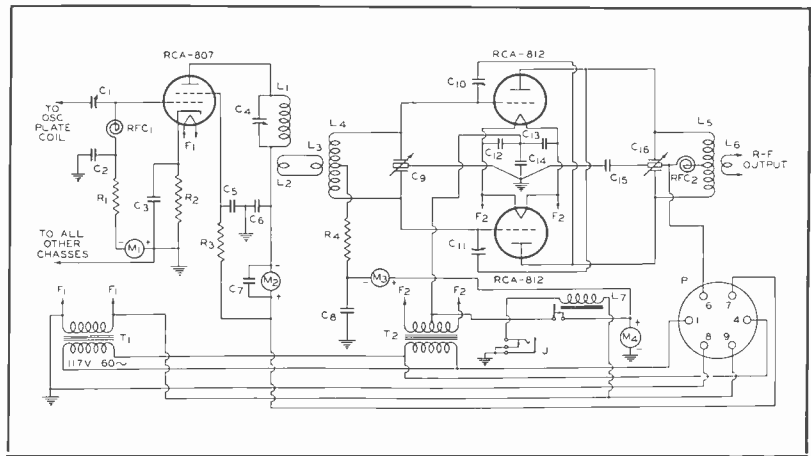 RCA-807
RCA-812
C1
TO
OSC
PLATE
COIL
RFC1
F1
C4
L1
C10
L3
L4
L2
C12
C13
C14
C9
C15
C16
RFC2
L5
L6
R-F
OUTPUT
C2
R1
C3
R2
C5
C6
R3
R4
F2
F2
C11
RCA-812
TO ALL
OTHER
CHASSES
- M1 +
-
M2
+
C7
- M3 +
C8
F1
F1
T1
117V 60~
F2
F2
T2
L7
J
+
M4
-
P
6
7
1
4
8
9